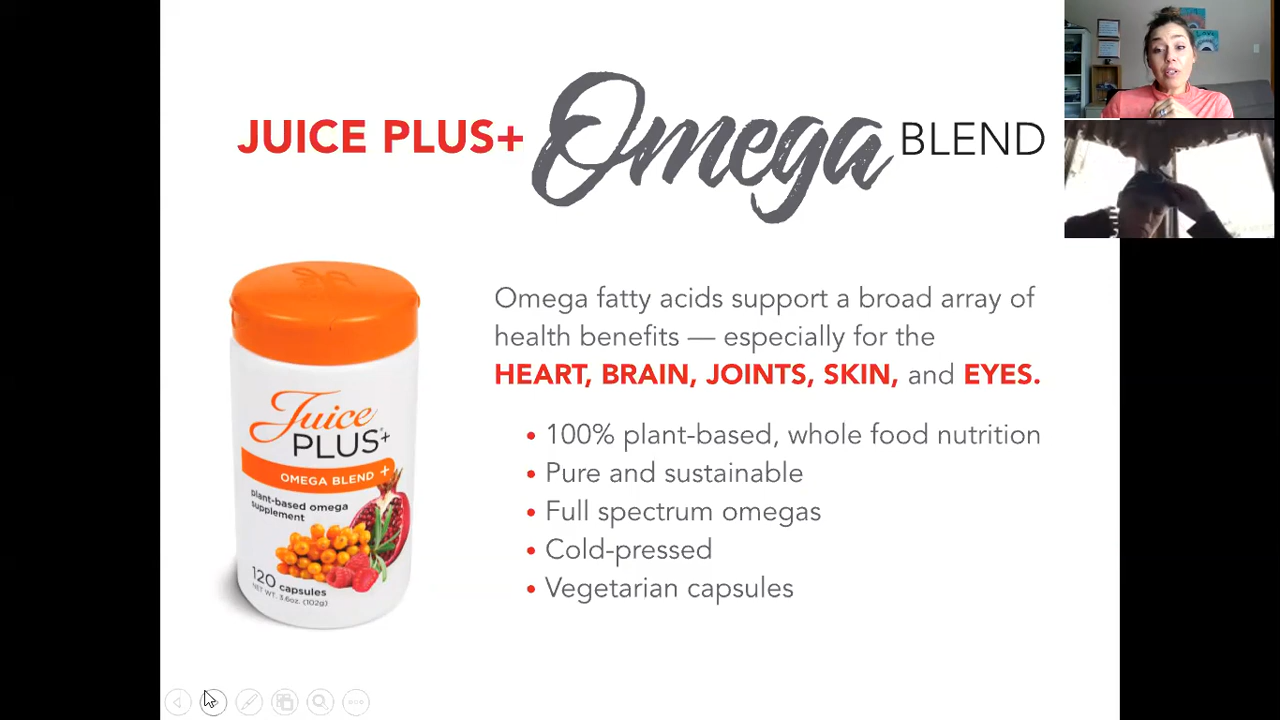 JUICE PLUS+ Omega BLEND
Omega fatty acids support a broad array of
health benefits — especially for the
HEART, BRAIN, JOINTS, SKIN, and EYES.
• 100% plant-based, whole food nutrition
• Pure and sustainable
• Full spectrum omegas
• Cold-pressed
• Vegetarian capsules
Juice
PLUS+
OMEGA BLEND +
plant-based omega
supplement
120 capsules
NET WT. 3.6oz. (102g)